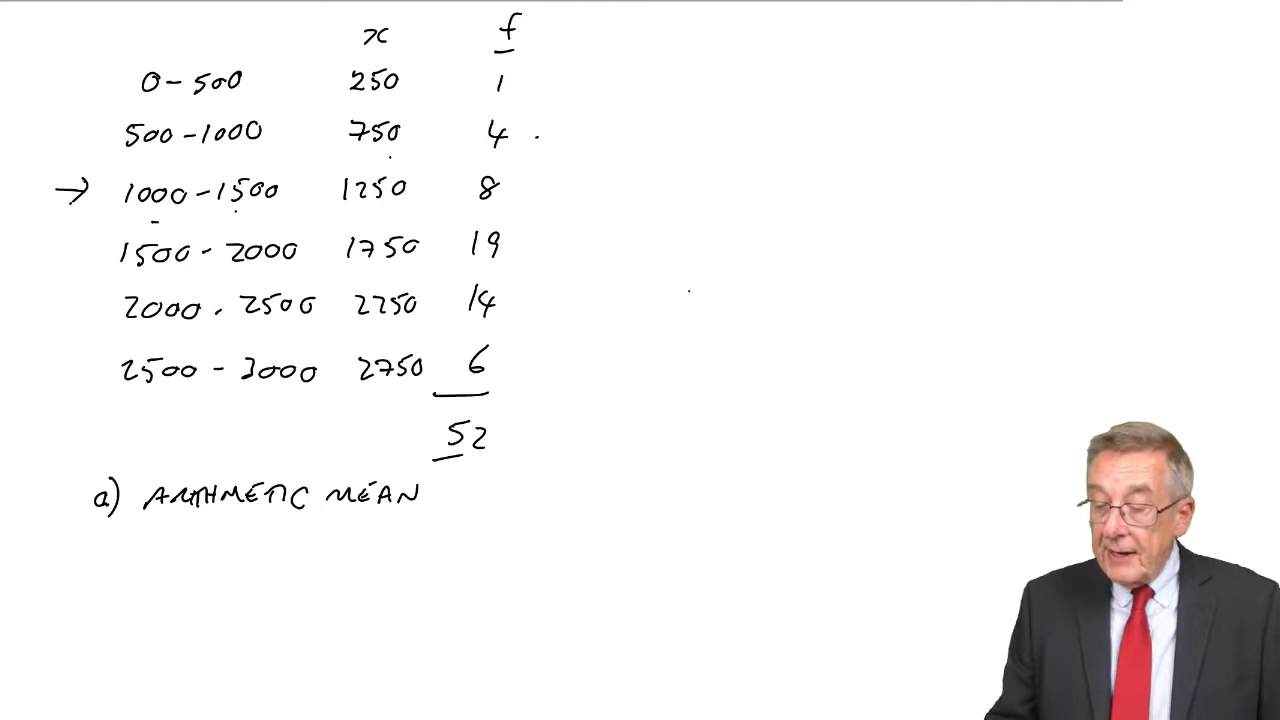 x f
0 - 500 250 1
500 - 1000 750 4
→ 1000 - 1500 1250 8
1500 - 2000 1750 19
2000 - 2500 2250 14
2500 - 3000 2750 6
52
a) ARITHMETIC MEAN